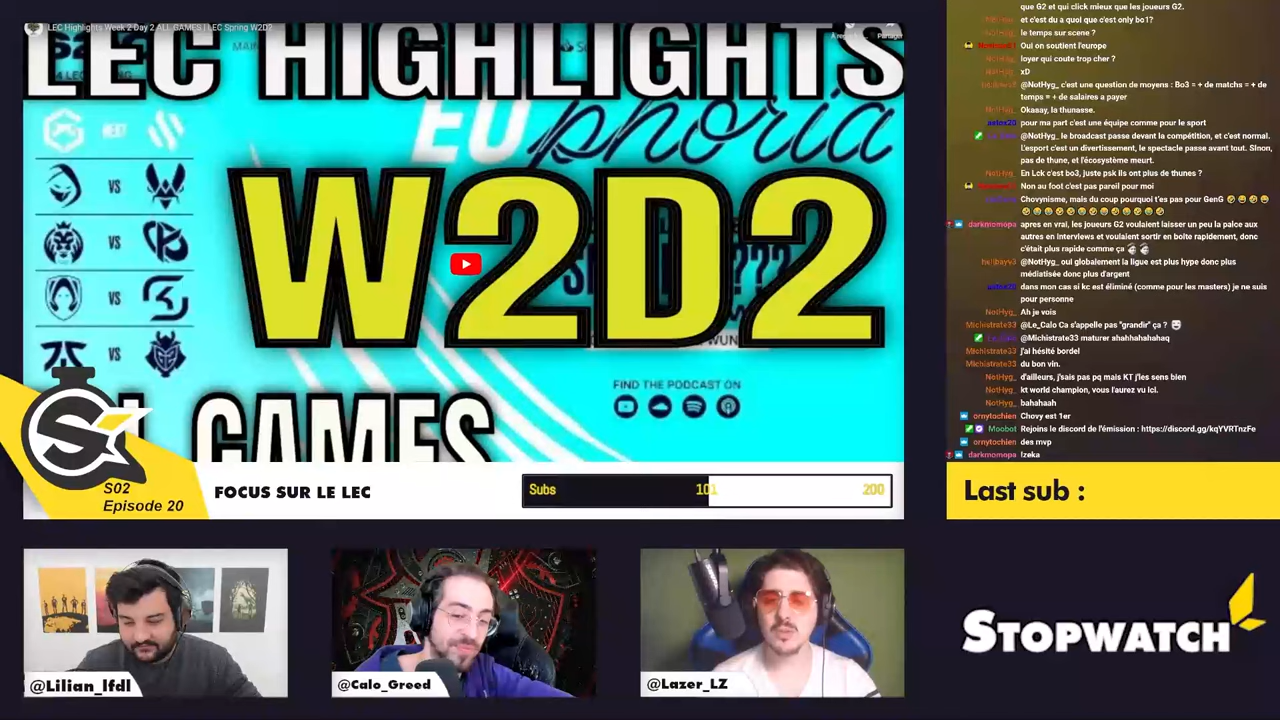 LEC Highlights Week 2 Day 2 ALL GAMES | LEC Spring W2D2
Partager
LEC HIGHLIGHTS
EUphoria
W2D2
VS
VS
VS
VS
FIND THE PODCAST ON
GAMES
S02
Episode 20
FOCUS SUR LE LEC
Subs 101 200
@Lilian_lfdl
@Calo_Greed
@Lazer_LZ
que G2 et qui click mieux que les joueurs G2.
et c'est du a quoi que c'est only bo1?
le temps sur scene ?
Oui on soutient l'europe
NotHyg_ loyer qui coute trop cher ?
NotHyg_ xD
@NotHyg_ c'est une question de moyens : Bo3 = + de matchs = + de
temps = + de salaires a payer
NotHyg_ Okasay, la thunasse.
pour ma part c'est une équipe comme pour le sport
@NotHyg_ le broadcast passe devant la compétition, et c'est normal.
L'esport c'est un divertissement, le spectacle passe avant tout. SInon,
pas de thune, et l'écosystème meurt.
NotHyg_ En Lck c'est bo3, juste psk ils ont plus de thunes ?
Non au foot c'est pas pareil pour moi
Chovynisme, mais du coup pourquoi t'es pas pour GenG
darkmomopa apres en vrai, les joueurs G2 voulaient laisser un peu la palce aux
autres en Interviews et voulaient sortir en boite rapidement, donc
c'était plus rapide comme ça
@NotHyg_ oui globalement la ligue est plus hype donc plus
médiatisée donc plus d'argent
dans mon cas si kc est éliminé (comme pour les masters) je ne suis
pour personne
NotHyg_ Ah je vois
Michistrate33 @Le_Calo Ca s'appelle pas "grandir" ça ?
@Michistrate33 maturer ahahhahahahaq
Michistrate33 j'ai hésité bordel
Michistrate33 du bon vin.
NotHyg_ d'ailleurs, j'sais pas pq mais KT j'les sens bien
NotHyg_ kt world champion, vous l'aurez vu Ici.
NotHyg_ bahahaah
ornytochien Chovy est 1er
Moobot Rejoins le discord de l'émission : https://discord.gg/kqYVRTnzFe
ornytochien des mvp
darkmomopa !zeka
Last sub :
STOPWATCH